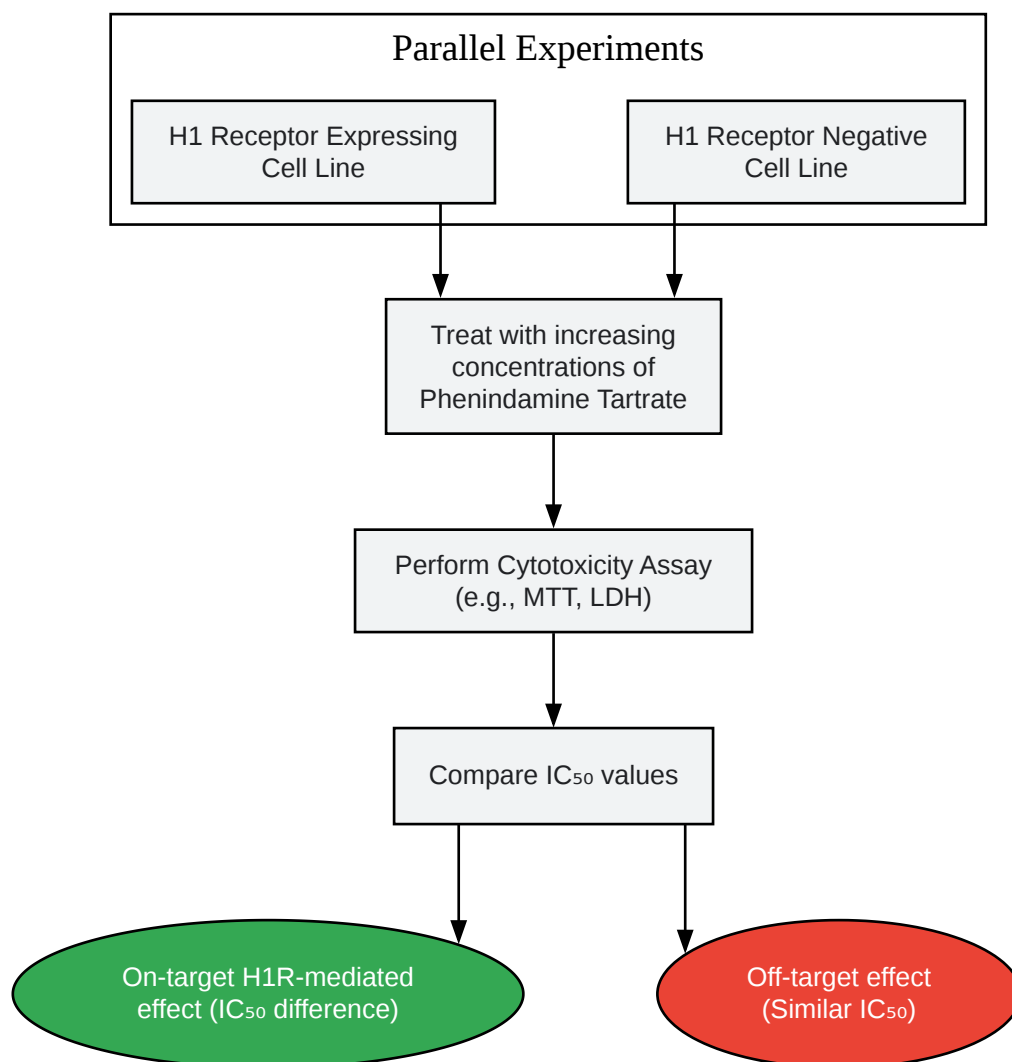 Parallel Experiments
H1 Receptor Expressing
Cell Line
H1 Receptor Negative
Cell Line
Treat with increasing
concentrations of
Phenindamine Tartrate
Perform Cytotoxicity Assay
(e.g., MTT, LDH)
Compare IC₅₀ values
On-target H1R-mediated
effect (IC₅₀ difference)
Off-target effect
(Similar IC₅₀)